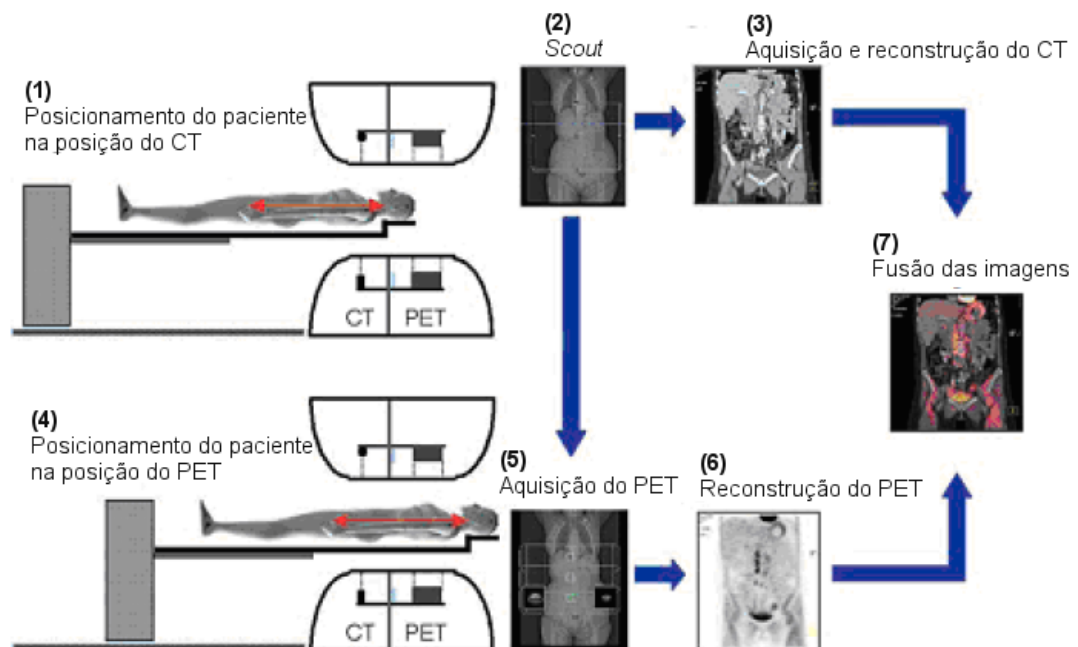 (1)
Posicionamento do paciente
na posição do CT
CT PET
(2)
Scout
(3)
Aquisição e reconstrução do CT
(4)
Posicionamento do paciente
na posição do PET
CT PET
(5)
Aquisição do PET
(6)
Reconstrução do PET
(7)
Fusão das imagens